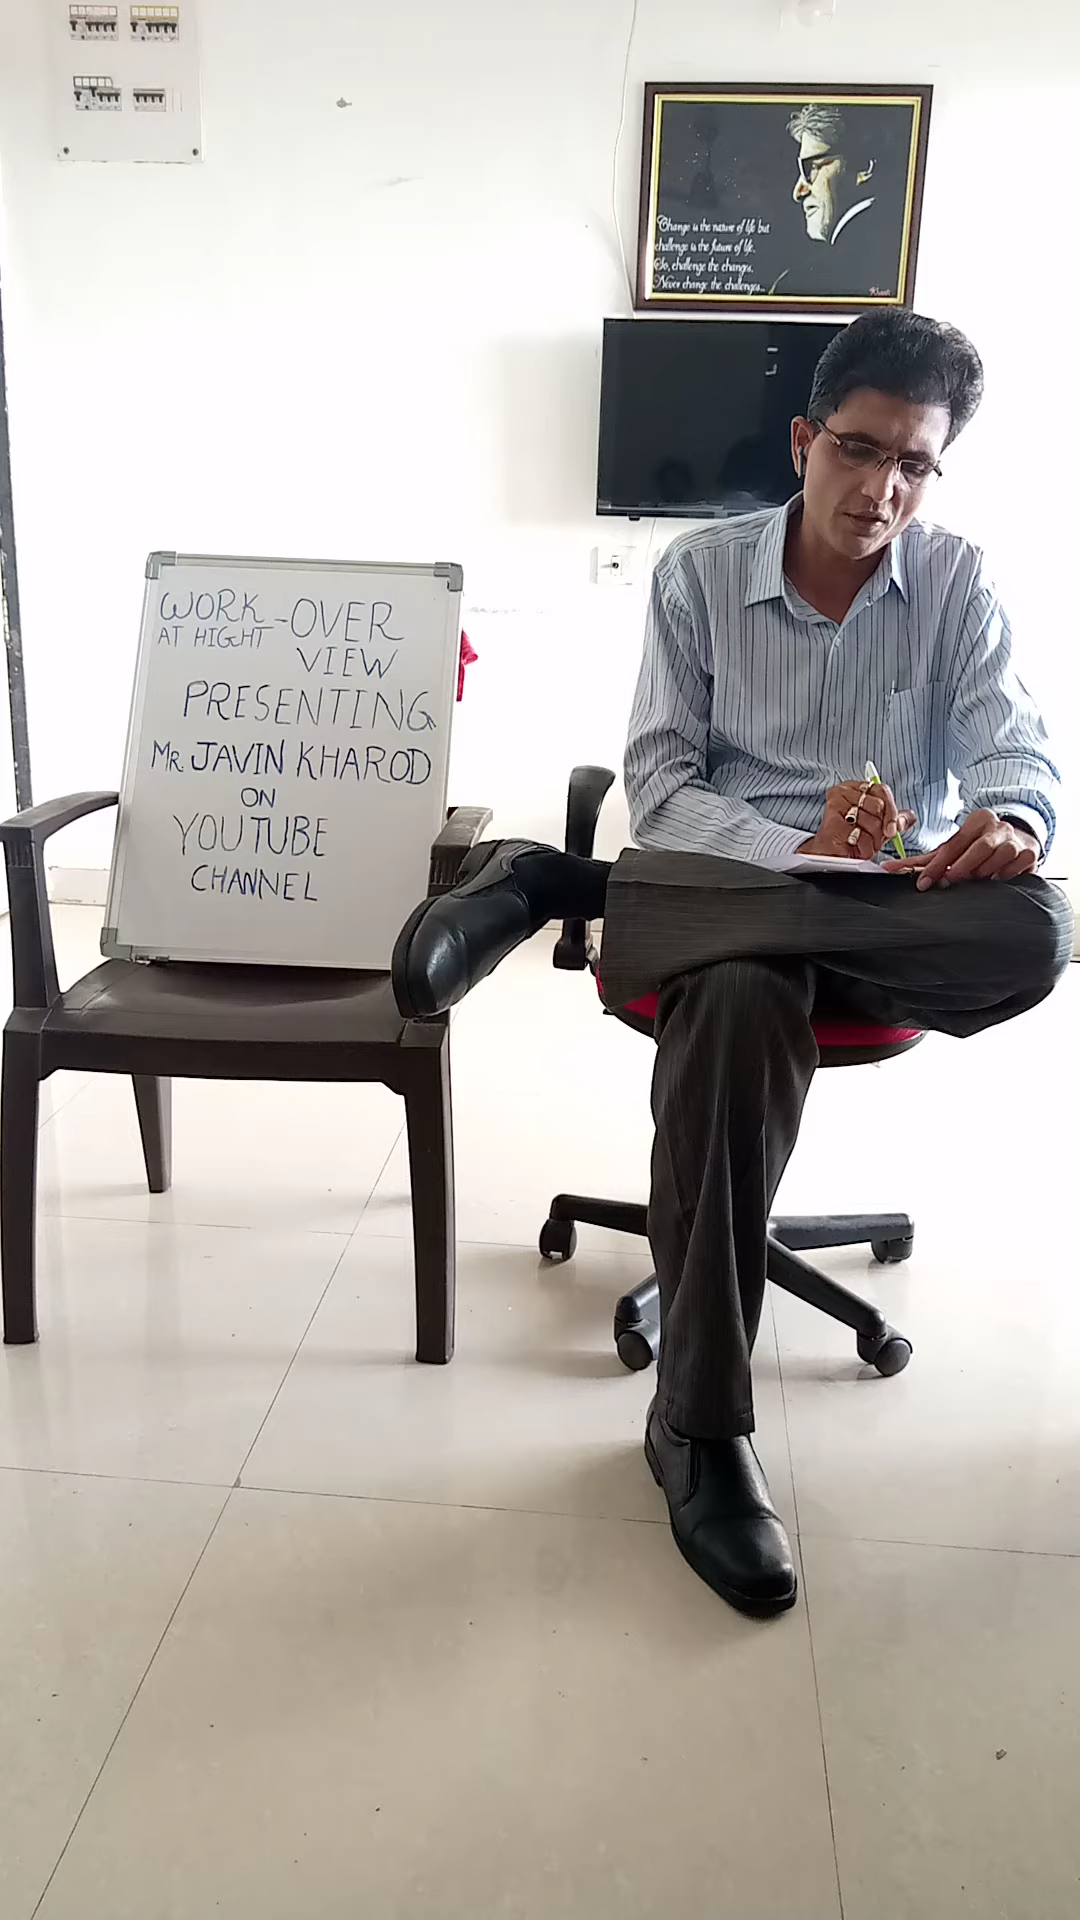 Change is the nature of life but
challenge is the future of life.
So, challenge the changes.
Never change the challenges..
WORK -OVER
AT HIGHT VIEW
PRESENTING
MR. JAVIN KHAROD
ON
YOUTUBE
CHANNEL